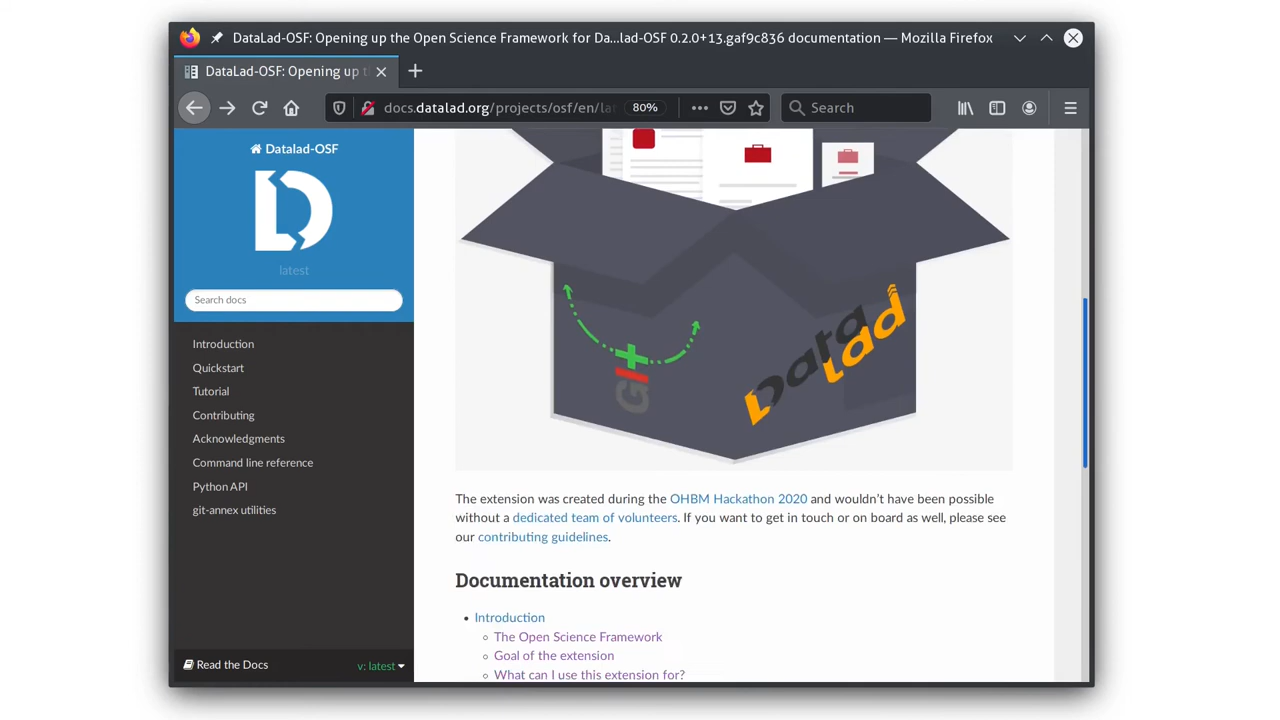 DataLad-OSF: Opening up the Open Science Framework for Da...lad-OSF 0.2.0+13.gaf9c836 documentation — Mozilla Firefox
DataLad-OSF: Opening up t
docs.datalad.org/projects/osf/en/la
80%
Search
Datalad-OSF
latest
Search docs
Introduction
Quickstart
Tutorial
Contributing
Acknowledgments
Command line reference
Python API
git-annex utilities
Read the Docs
v: latest
GIT
DataLad
The extension was created during the OHBM Hackathon 2020 and wouldn't have been possible
without a dedicated team of volunteers. If you want to get in touch or on board as well, please see
our contributing guidelines.
Documentation overview
• Introduction
◦ The Open Science Framework
◦ Goal of the extension
◦ What can I use this extension for?